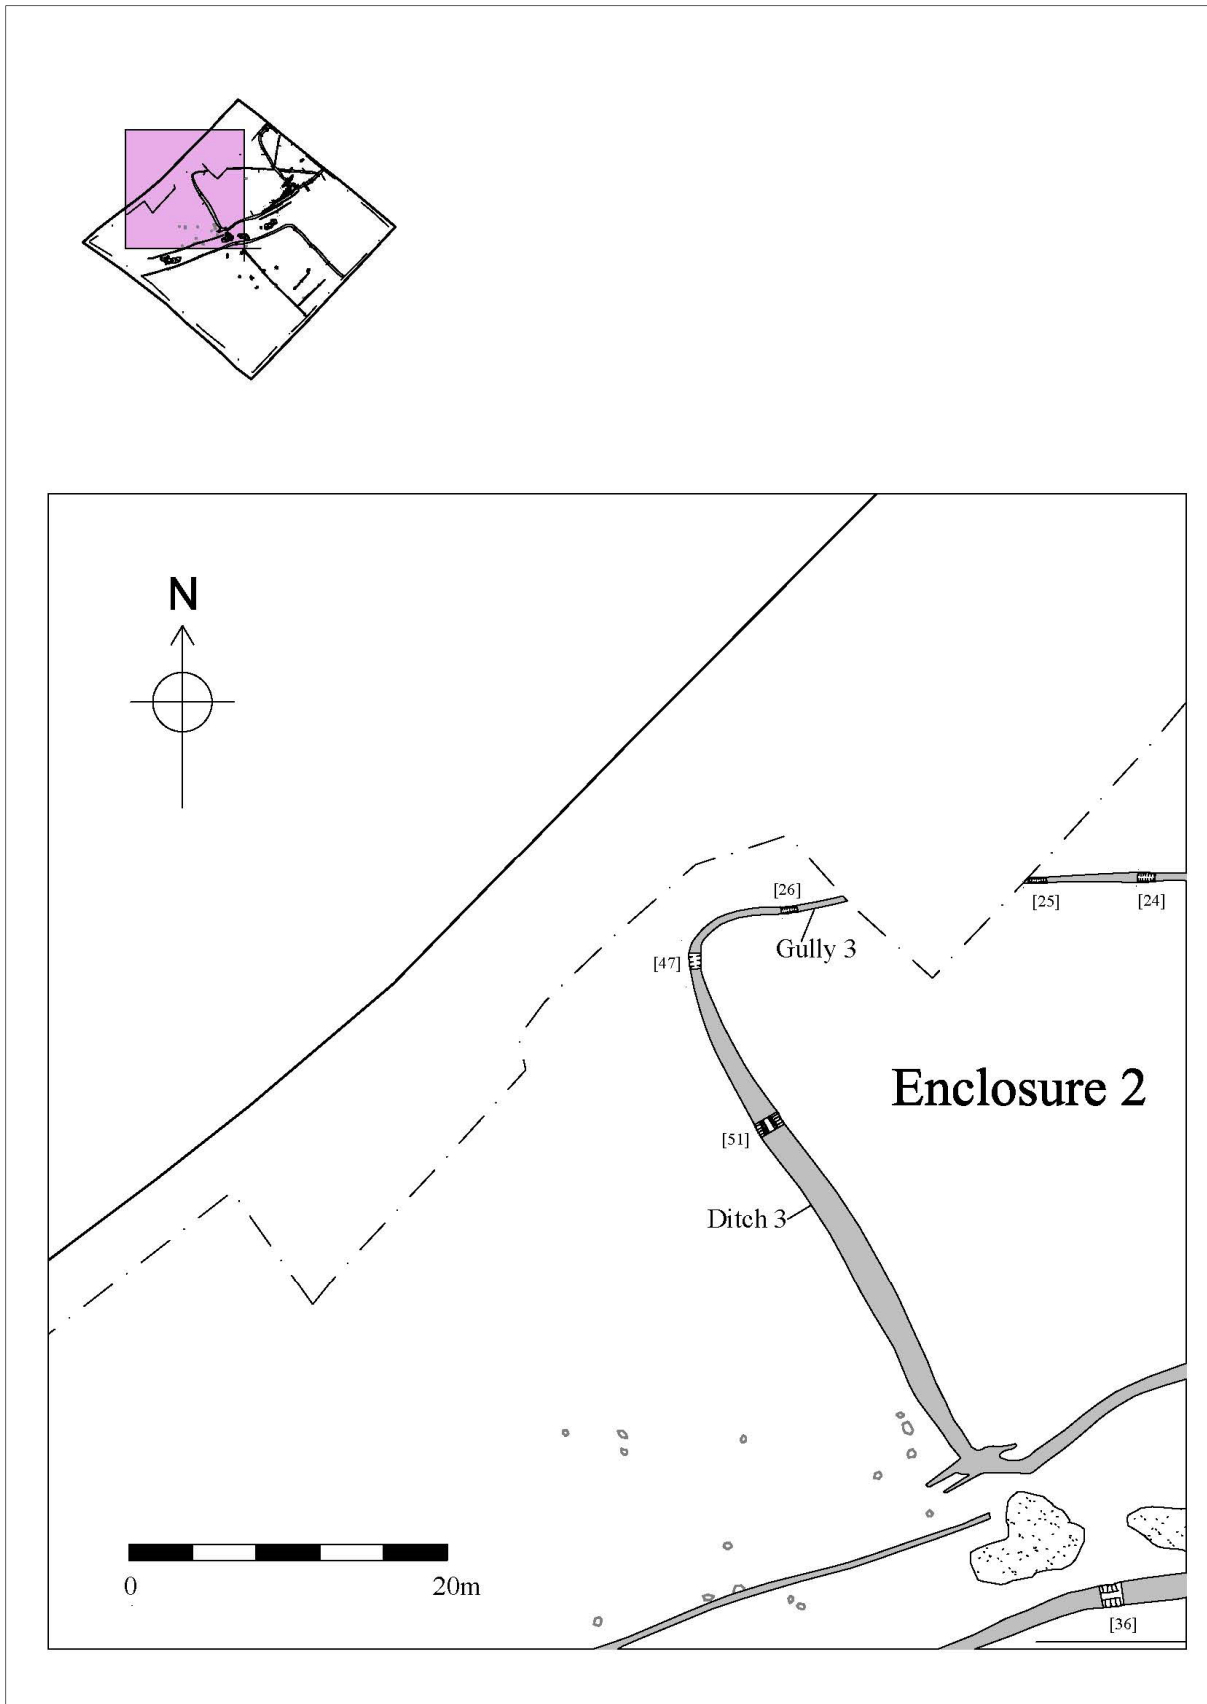 N
[26]
[25]
[24]
Gully 3
[47]
Enclosure 2
[51]
Ditch 3
0
20m
[36]